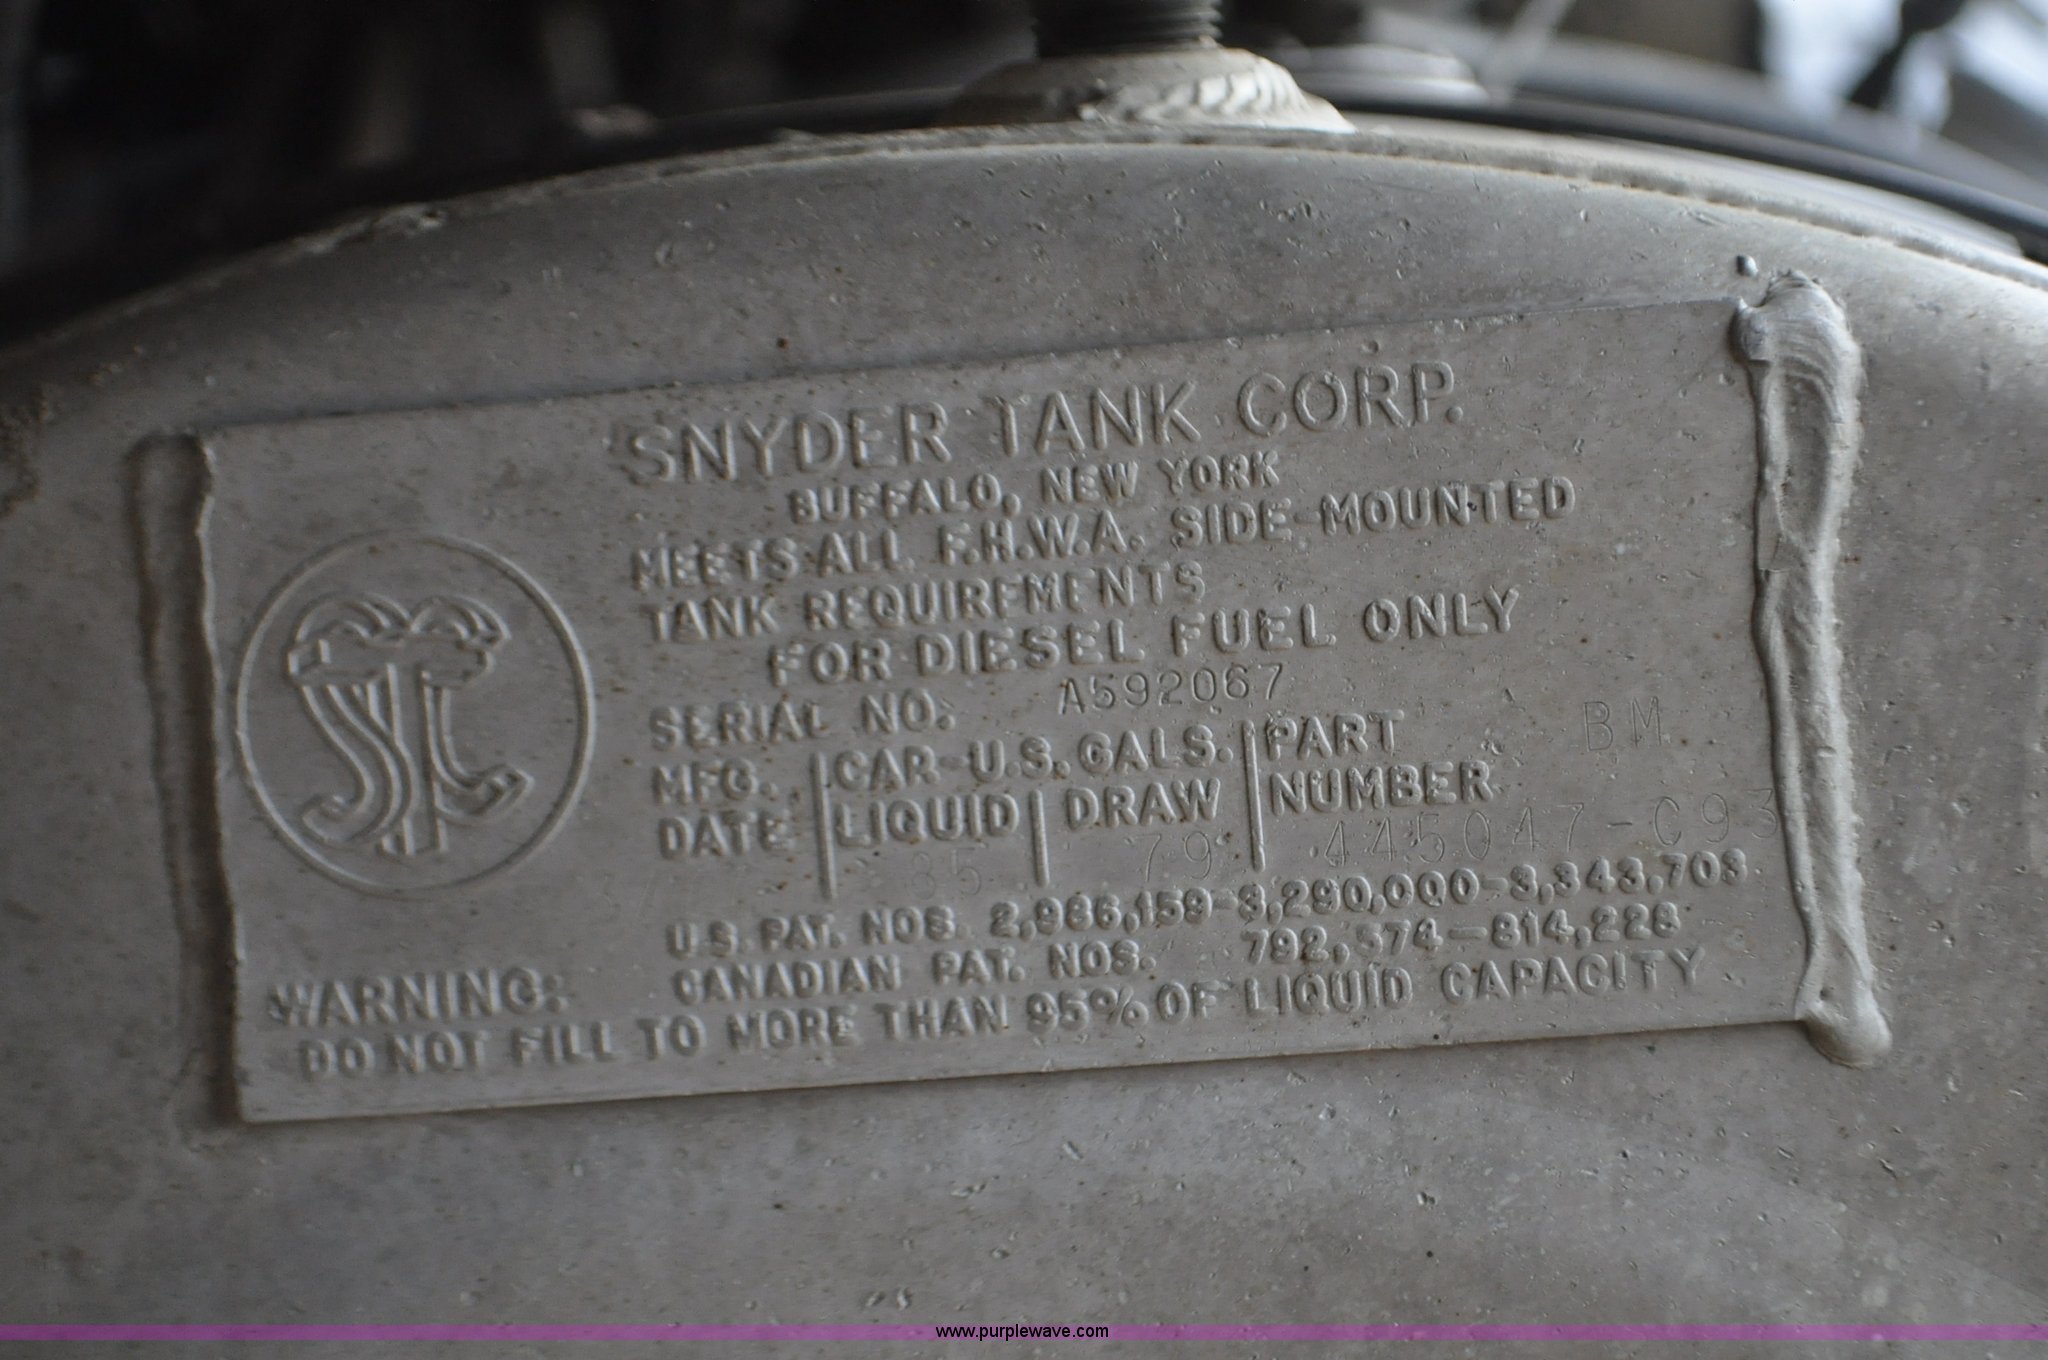 SNYDER TANK CORP.
BUFFALO, NEW YORK
MEETS ALL F.H.W.A. SIDE MOUNTED
TANK REQUIREMENTS
FOR DIESEL FUEL ONLY
SERIAL NO. A592067
BM
MFG. DATE | CAP.-U.S. GALS. LIQUID | DRAW | PART NUMBER
85 79 445047-C93
U.S. PAT. NOS. 2,986,159-3,290,000-3,343,703
CANADIAN PAT. NOS. 792,574-814,228
WARNING:
DO NOT FILL TO MORE THAN 95% OF LIQUID CAPACITY
www.purplewave.com